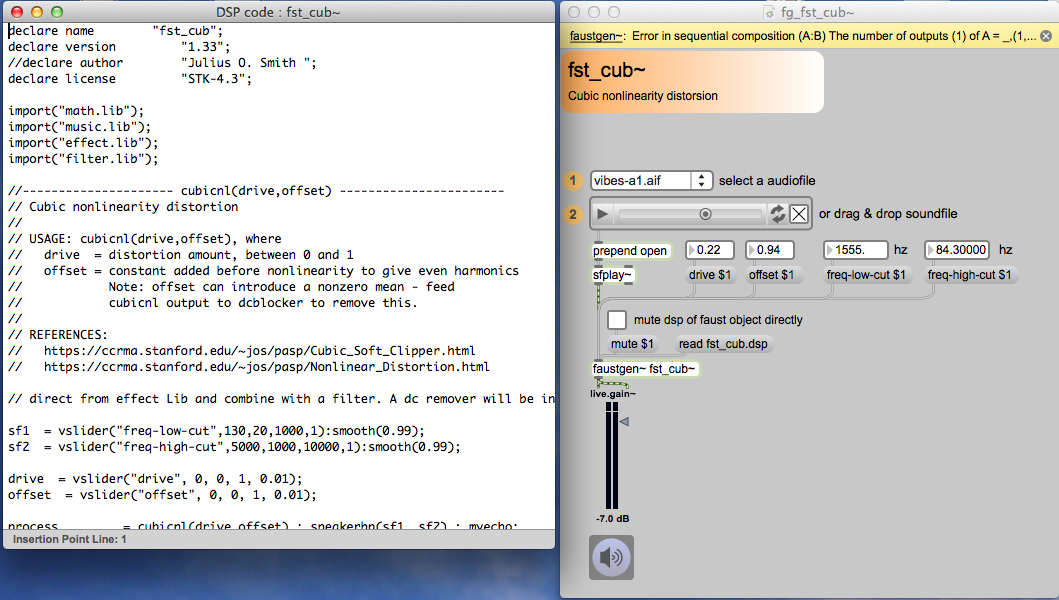 DSP code : fst_cub~
declare name "fst_cub";
declare version "1.33";
//declare author "Julius O. Smith ";
declare license "STK-4.3";
import("math.lib");
import("music.lib");
import("effect.lib");
import("filter.lib");
//--------------------- cubicnl(drive,offset) -----------------------
// Cubic nonlinearity distortion
//
// USAGE: cubicnl(drive,offset), where
// drive = distortion amount, between 0 and 1
// offset = constant added before nonlinearity to give even harmonics
// Note: offset can introduce a nonzero mean - feed
// cubicnl output to dcblocker to remove this.
//
// REFERENCES:
// https://ccrma.stanford.edu/~jos/pasp/Cubic_Soft_Clipper.html
// https://ccrma.stanford.edu/~jos/pasp/Nonlinear_Distortion.html
// direct from effect Lib and combine with a filter. A dc remover will be in
sf1 = vslider("freq-low-cut",130,20,1000,1):smooth(0.99);
sf2 = vslider("freq-high-cut",5000,1000,10000,1):smooth(0.99);
drive = vslider("drive", 0, 0, 1, 0.01);
offset = vslider("offset", 0, 0, 1, 0.01);
process = cubicnl(drive,offset) : speakerbp(sf1, sf2) : myecho;
Insertion Point Line: 1
fg_fst_cub~
faustgen~: Error in sequential composition (A:B) The number of outputs (1) of A = _,(1,...
fst_cub~
Cubic nonlinearity distorsion
1 vibes-a1.aif select a audiofile
2 or drag & drop soundfile
prepend open 0.22 0.94 1555. hz 84.30000 hz
sfplay~ drive $1 offset $1 freq-low-cut $1 freq-high-cut $1
mute dsp of faust object directly
mute $1 read fst_cub.dsp
faustgen~ fst_cub~
live.gain~
-7.0 dB